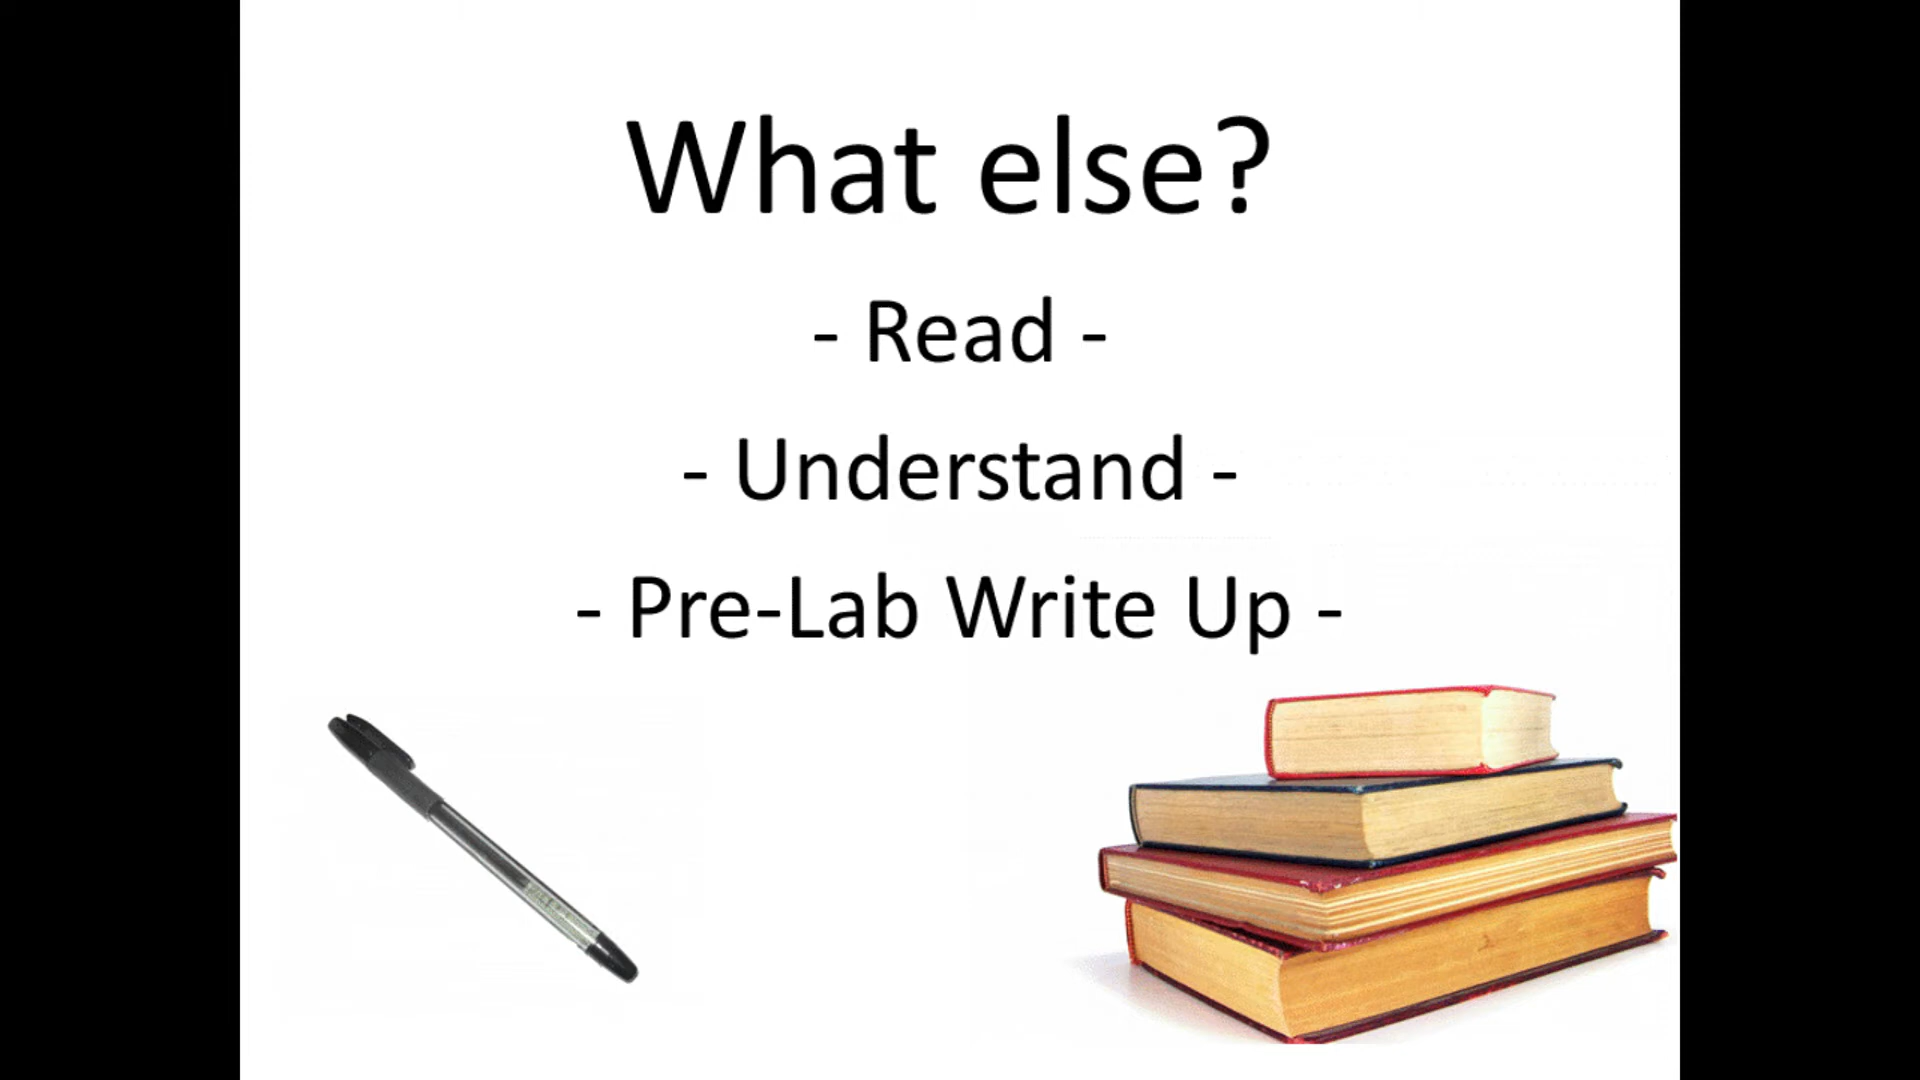 What else?
- Read -
- Understand -
- Pre-Lab Write Up -